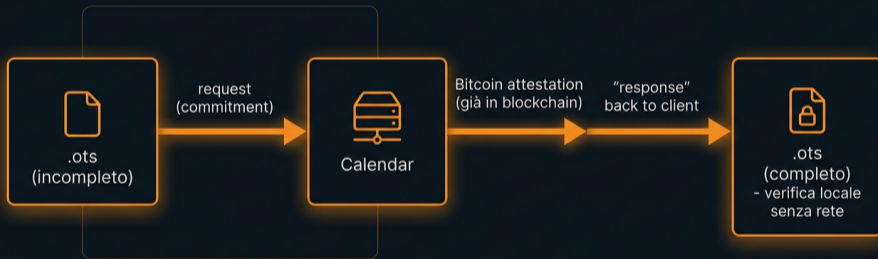 .ots
(incompleto)
request
(commitment)
Calendar
Bitcoin attestation
(già in blockchain)
“response”
back to client
.ots
(completo)
- verifica locale
senza rete